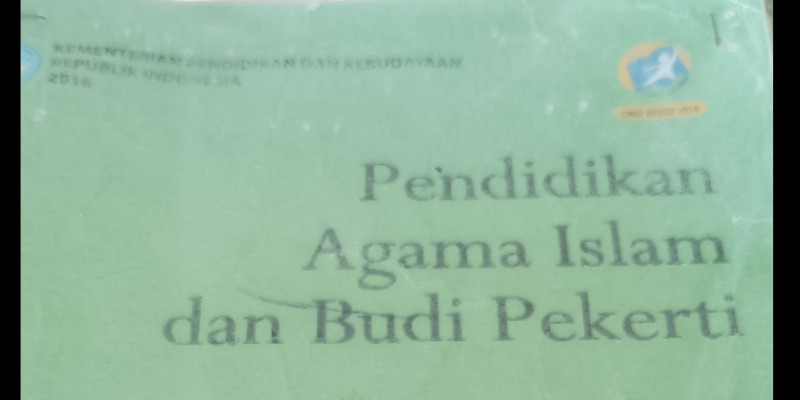 KEMENTERIAN PENDIDIKAN DAN KEBUDAYAAN
REPUBLIK INDONESIA
2016
Pendidikan
Agama Islam
dan Budi Pekerti